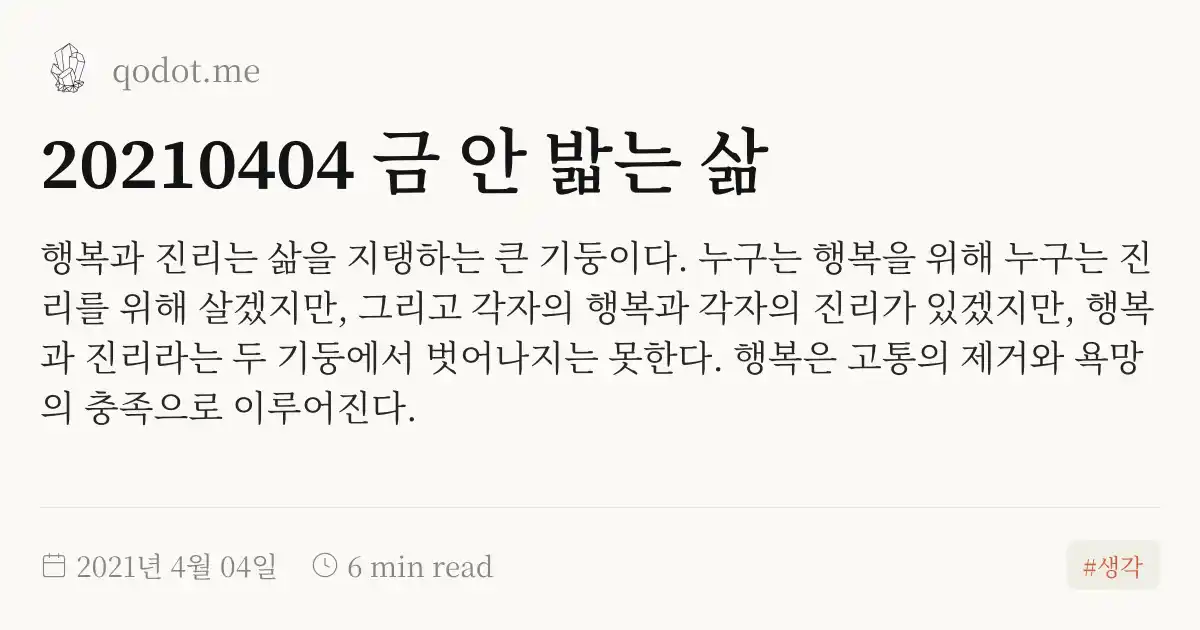 qodot.me
20210404 금 안 밟는 삶
행복과 진리는 삶을 지탱하는 큰 기둥이다. 누구는 행복을 위해 누구는 진
리를 위해 살겠지만, 그리고 각자의 행복과 각자의 진리가 있겠지만, 행복
과 진리라는 두 기둥에서 벗어나지는 못한다. 행복은 고통의 제거와 욕망
의 충족으로 이루어진다.
2021년 4월 04일 6 min read #생각